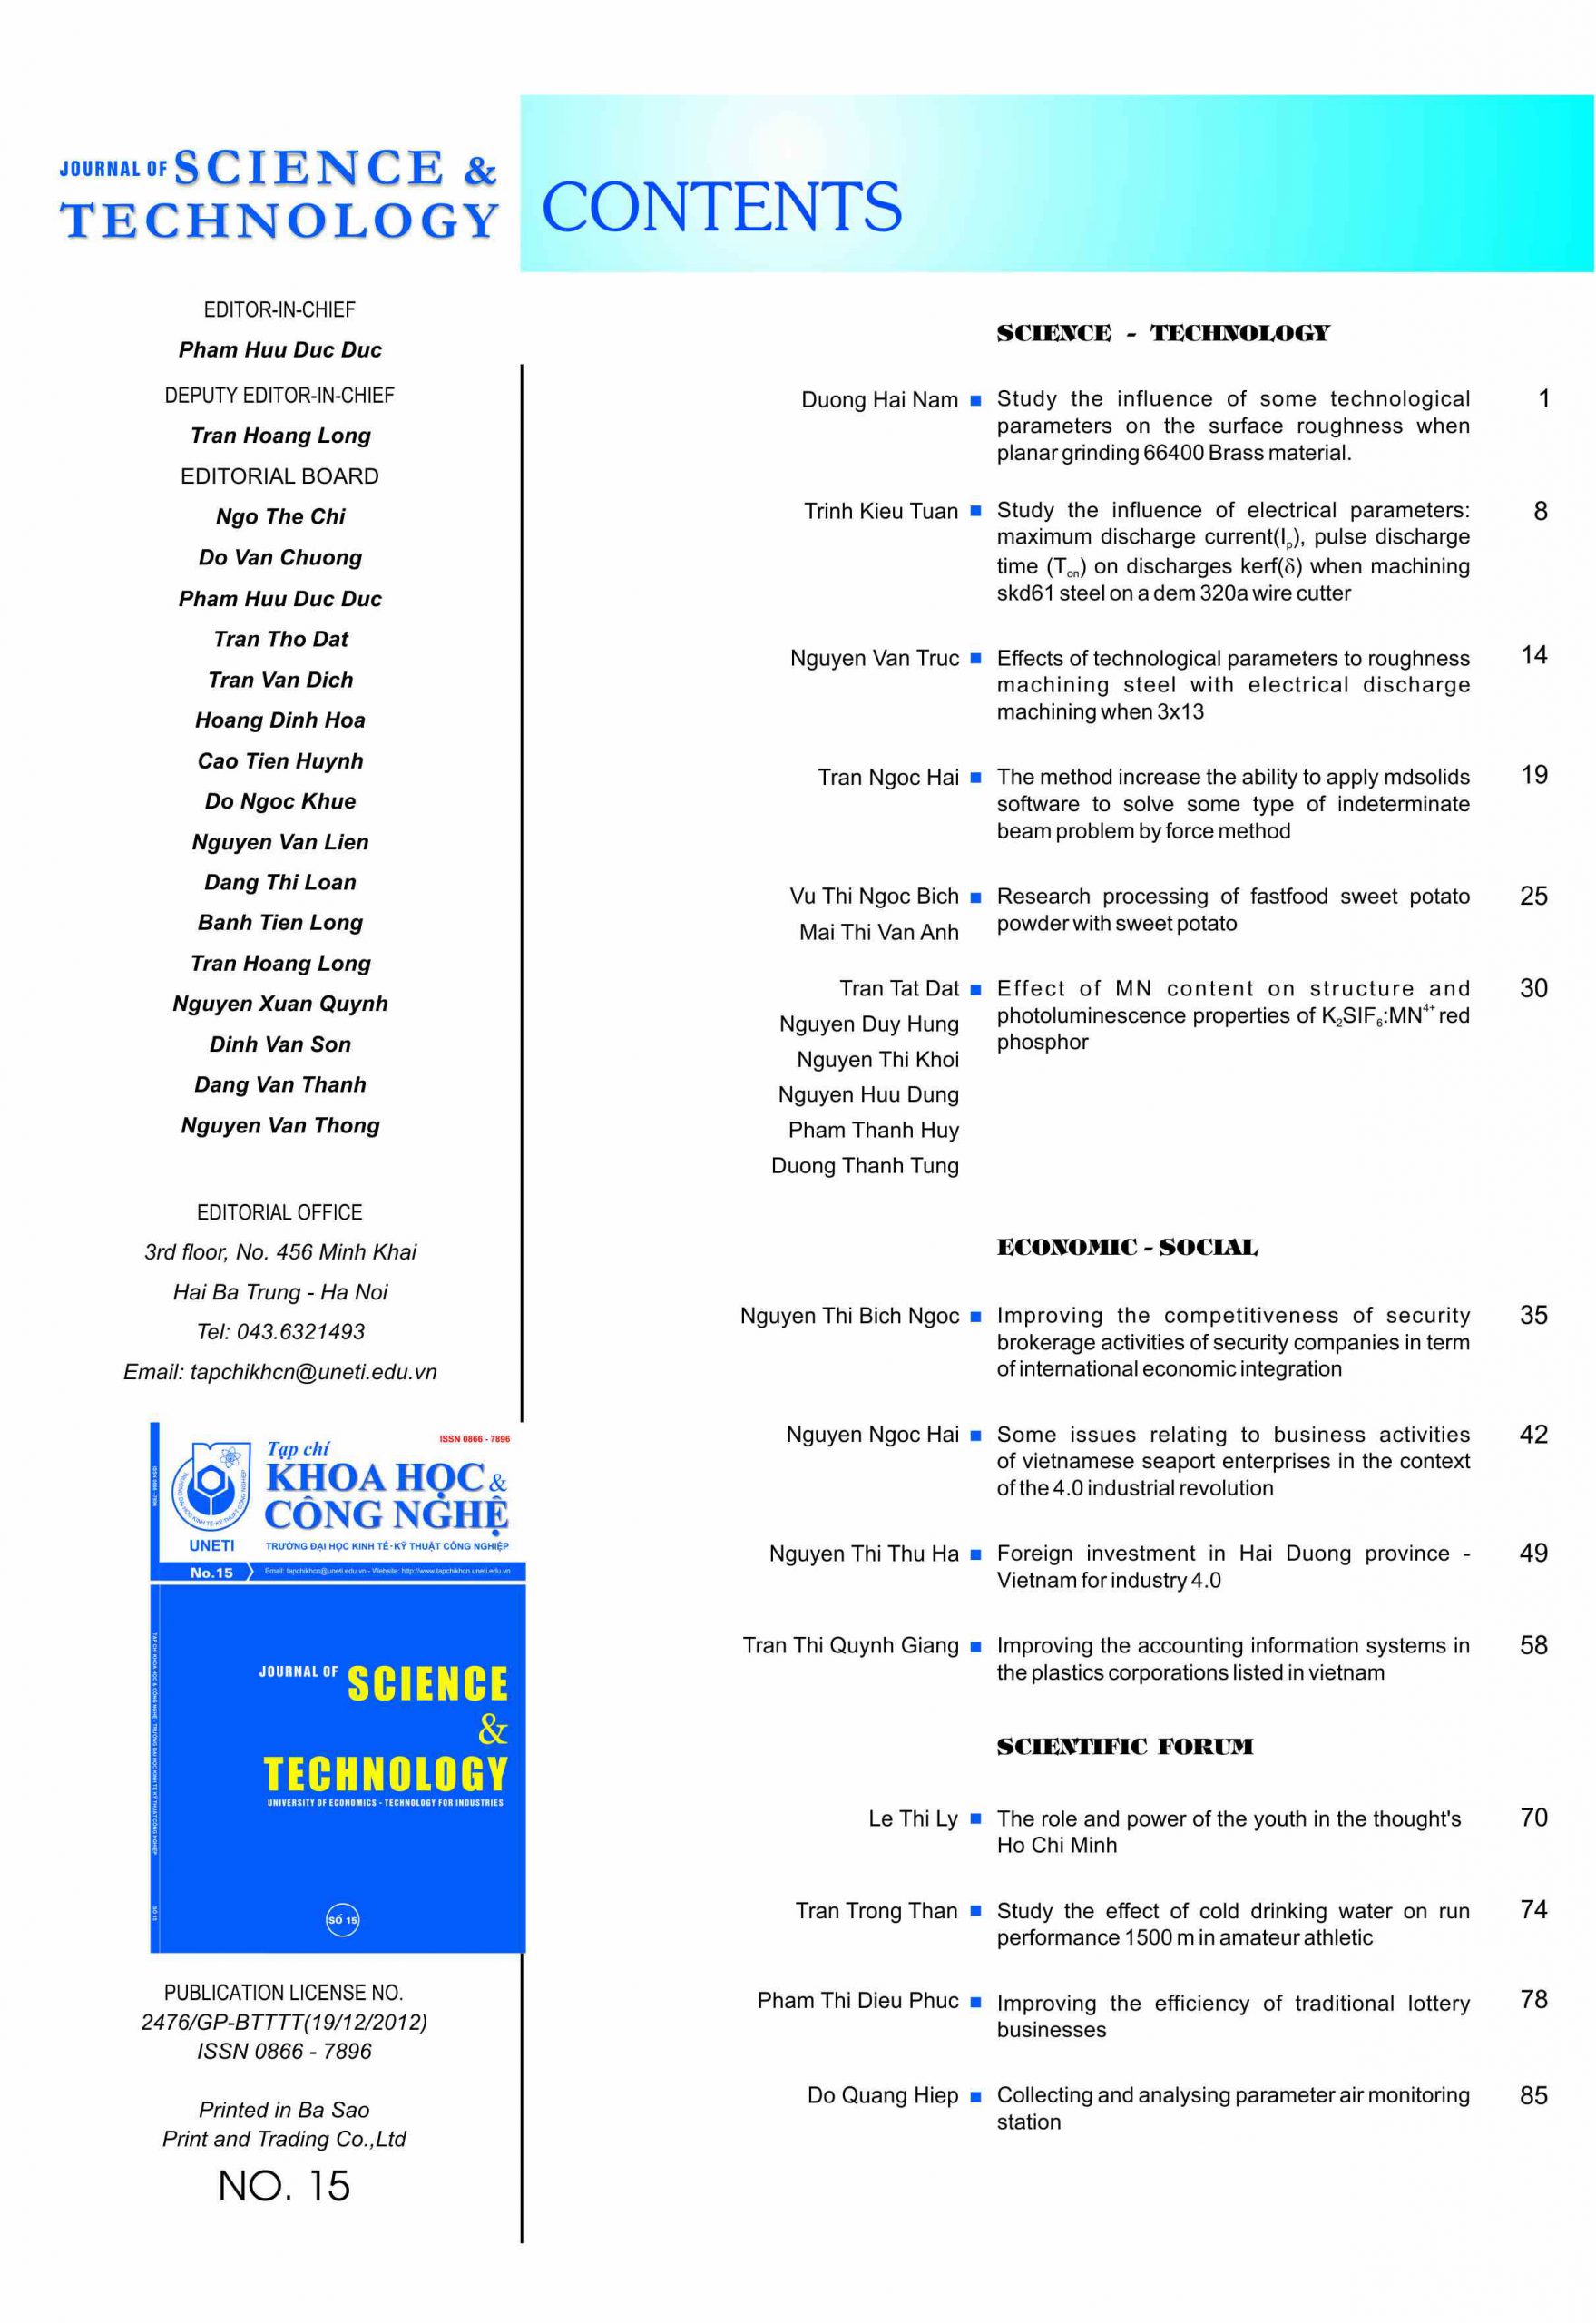 JOURNAL OF SCIENCE &
TECHNOLOGY
CONTENTS
EDITOR-IN-CHIEF
Pham Huu Duc Duc
DEPUTY EDITOR-IN-CHIEF
Tran Hoang Long
EDITORIAL BOARD
Ngo The Chi
Do Van Chuong
Pham Huu Duc Duc
Tran Tho Dat
Tran Van Dich
Hoang Dinh Hoa
Cao Tien Huynh
Do Ngoc Khue
Nguyen Van Lien
Dang Thi Loan
Banh Tien Long
Tran Hoang Long
Nguyen Xuan Quynh
Dinh Van Son
Dang Van Thanh
Nguyen Van Thong
EDITORIAL OFFICE
3rd floor, No. 456 Minh Khai
Hai Ba Trung - Ha Noi
Tel: 043.6321493
Email: tapchikhcn@uneti.edu.vn
ISSN 0866 - 7896
Tạp chí
KHOA HỌC &
CÔNG NGHỆ
UNETI
TRƯỜNG ĐẠI HỌC KINH TẾ - KỸ THUẬT CÔNG NGHIỆP
No.15
Email: tapchikhcn@uneti.edu.vn - Website: http://www.tapchikhcn.uneti.edu.vn
JOURNAL OF SCIENCE
&
TECHNOLOGY
UNIVERSITY OF ECONOMICS - TECHNOLOGY FOR INDUSTRIES
SỐ 15
PUBLICATION LICENSE NO.
2476/GP-BTTTT(19/12/2012)
ISSN 0866 - 7896
Printed in Ba Sao
Print and Trading Co.,Ltd
NO. 15
SCIENCE - TECHNOLOGY
Duong Hai Nam ■ Study the influence of some technological 1
parameters on the surface roughness when
planar grinding 66400 Brass material.
Trinh Kieu Tuan ■ Study the influence of electrical parameters: 8
maximum discharge current(Iₚ), pulse discharge
time (Tₒₙ) on discharges kerf(δ) when machining
skd61 steel on a dem 320a wire cutter
Nguyen Van Truc ■ Effects of technological parameters to roughness 14
machining steel with electrical discharge
machining when 3x13
Tran Ngoc Hai ■ The method increase the ability to apply mdsolids 19
software to solve some type of indeterminate
beam problem by force method
Vu Thi Ngoc Bich ■ Research processing of fastfood sweet potato 25
Mai Thi Van Anh powder with sweet potato
Tran Tat Dat ■ Effect of MN content on structure and 30
Nguyen Duy Hung photoluminescence properties of K₂SIF₆:MN⁴⁺ red
Nguyen Thi Khoi phosphor
Nguyen Huu Dung
Pham Thanh Huy
Duong Thanh Tung
ECONOMIC - SOCIAL
Nguyen Thi Bich Ngoc ■ Improving the competitiveness of security 35
brokerage activities of security companies in term
of international economic integration
Nguyen Ngoc Hai ■ Some issues relating to business activities 42
of vietnamese seaport enterprises in the context
of the 4.0 industrial revolution
Nguyen Thi Thu Ha ■ Foreign investment in Hai Duong province - 49
Vietnam for industry 4.0
Tran Thi Quynh Giang ■ Improving the accounting information systems in 58
the plastics corporations listed in vietnam
SCIENTIFIC FORUM
Le Thi Ly ■ The role and power of the youth in the thought's 70
Ho Chi Minh
Tran Trong Than ■ Study the effect of cold drinking water on run 74
performance 1500 m in amateur athletic
Pham Thi Dieu Phuc ■ Improving the efficiency of traditional lottery 78
businesses
Do Quang Hiep ■ Collecting and analysing parameter air monitoring 85
station